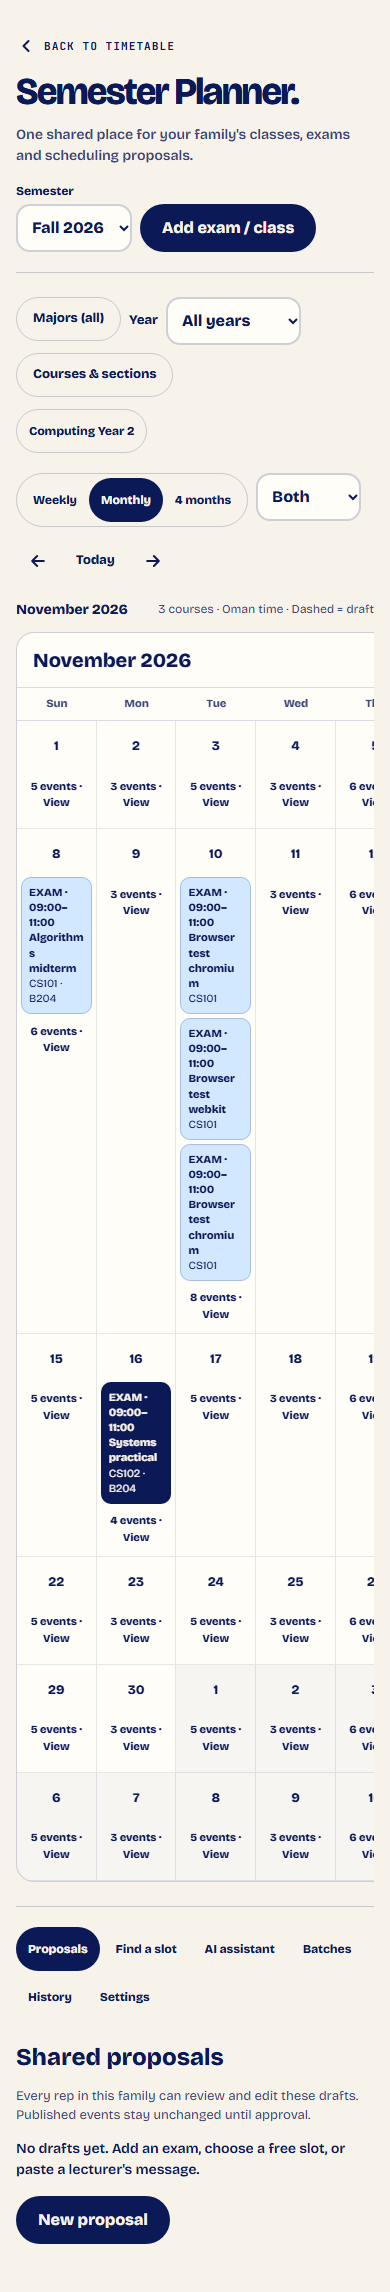 BACK TO TIMETABLE
Semester Planner.
One shared place for your family's classes, exams
and scheduling proposals.
Semester
Fall 2026
Add exam / class
Majors (all)
Year
All years
Courses & sections
Computing Year 2
Weekly
Monthly
4 months
Both
Today
November 2026
3 courses · Oman time · Dashed = draft
November 2026
Sun
Mon
Tue
Wed
1
2
3
4
5 events ·
View
3 events ·
View
5 events ·
View
3 events ·
View
8
EXAM ·
09:00–
11:00
Algorithm
s
midterm
CS101 ·
B204
6 events ·
View
9
3 events ·
View
10
EXAM ·
09:00–
11:00
Browser
test
chromiu
m
CS101
EXAM ·
09:00–
11:00
Browser
test
webkit
CS101
EXAM ·
09:00–
11:00
Browser
test
chromiu
m
CS101
8 events ·
View
11
3 events ·
View
15
5 events ·
View
16
EXAM ·
09:00–
11:00
Systems
practical
CS102 ·
B204
4 events ·
View
17
5 events ·
View
18
3 events ·
View
22
23
24
25
5 events ·
View
3 events ·
View
5 events ·
View
3 events ·
View
29
30
1
2
5 events ·
View
3 events ·
View
5 events ·
View
3 events ·
View
6
7
8
9
5 events ·
View
3 events ·
View
5 events ·
View
3 events ·
View
Proposals
Find a slot
AI assistant
Batches
History
Settings
Shared proposals
Every rep in this family can review and edit these drafts.
Published events stay unchanged until approval.
No drafts yet. Add an exam, choose a free slot, or
paste a lecturer's message.
New proposal